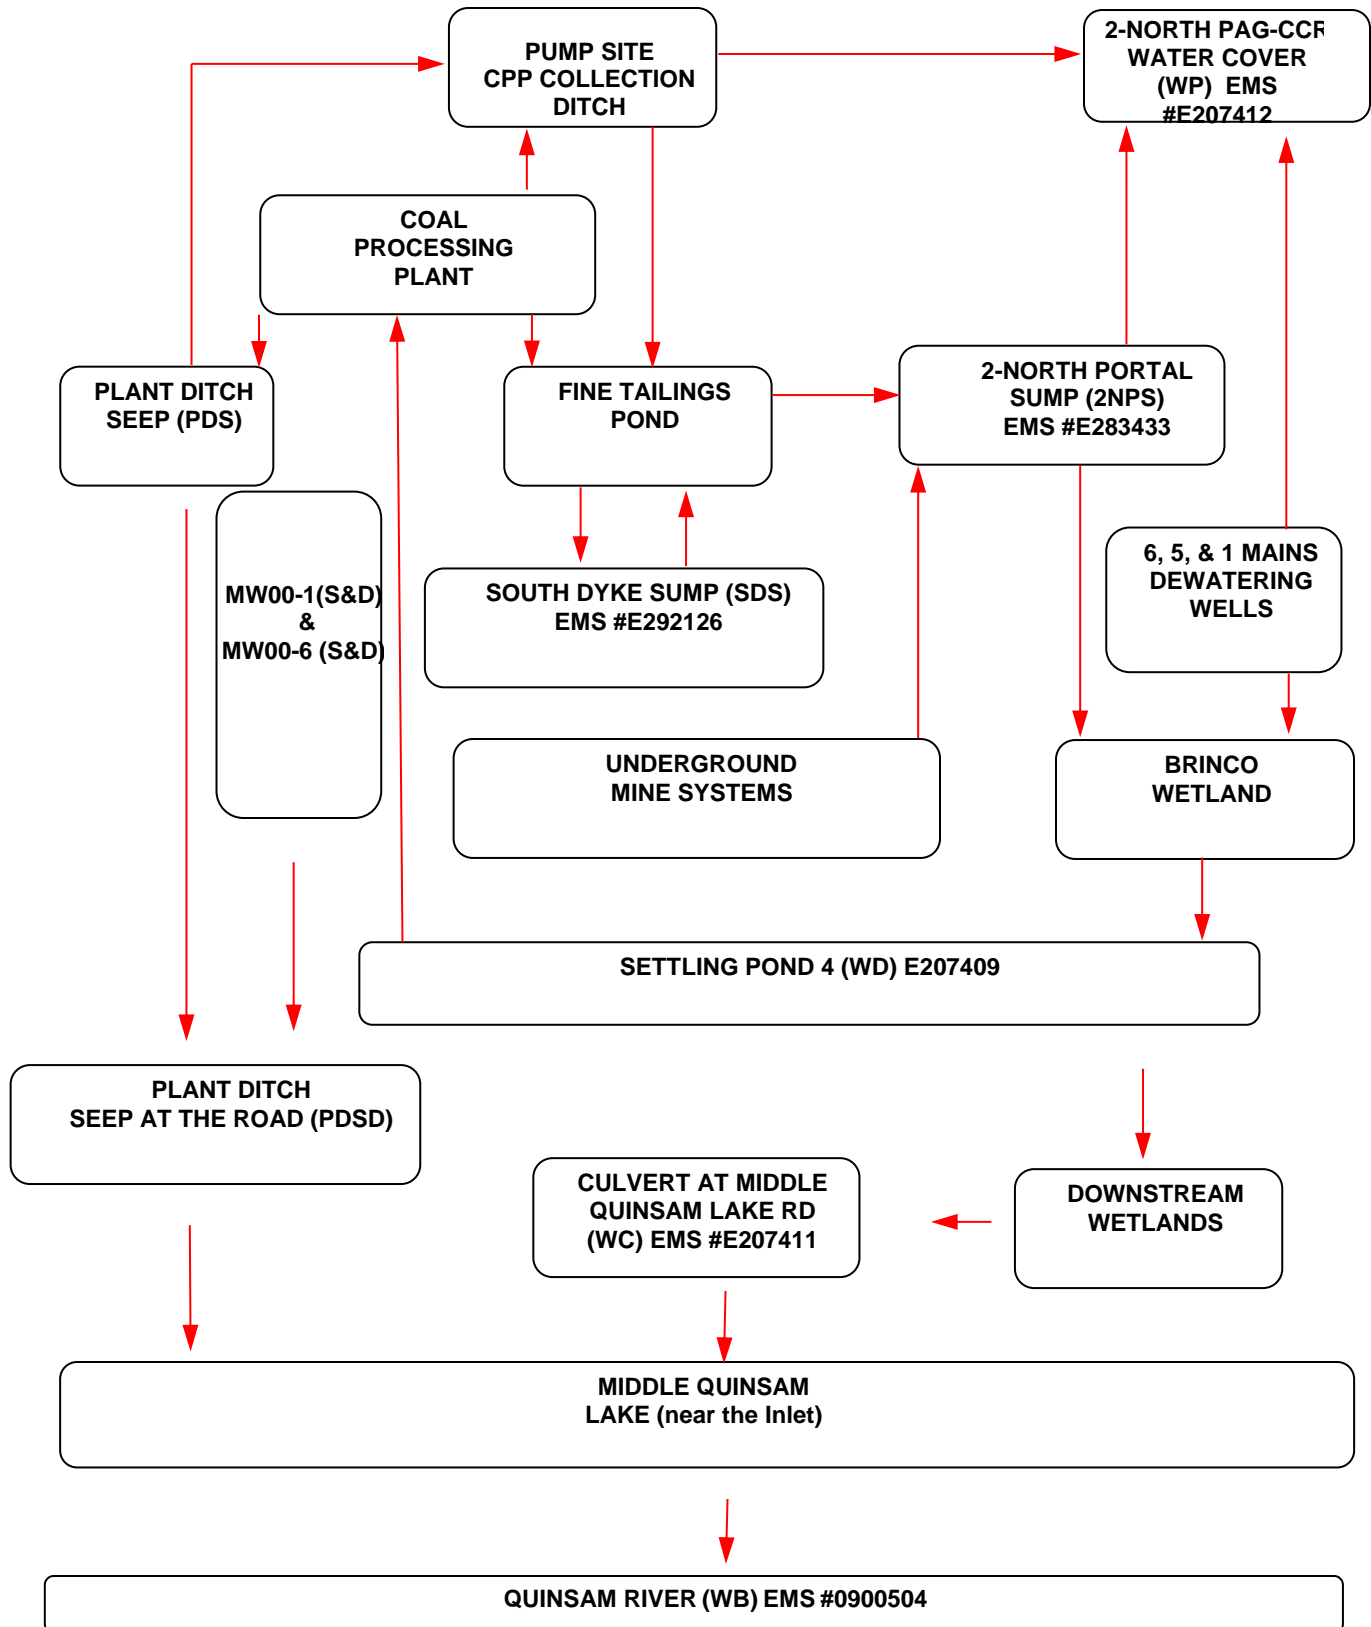 PUMP SITE
CPP COLLECTION
DITCH
2-NORTH PAG-CCR
WATER COVER
(WP) EMS
#E207412
COAL
PROCESSING
PLANT
PLANT DITCH
SEEP (PDS)
FINE TAILINGS
POND
2-NORTH PORTAL
SUMP (2NPS)
EMS #E283433
MW00-1(S&D)
&
MW00-6 (S&D)
SOUTH DYKE SUMP (SDS)
EMS #E292126
6, 5, & 1 MAINS
DEWATERING
WELLS
UNDERGROUND
MINE SYSTEMS
BRINCO
WETLAND
SETTLING POND 4 (WD) E207409
PLANT DITCH
SEEP AT THE ROAD (PDSD)
CULVERT AT MIDDLE
QUINSAM LAKE RD
(WC) EMS #E207411
DOWNSTREAM
WETLANDS
MIDDLE QUINSAM
LAKE (near the Inlet)
QUINSAM RIVER (WB) EMS #0900504